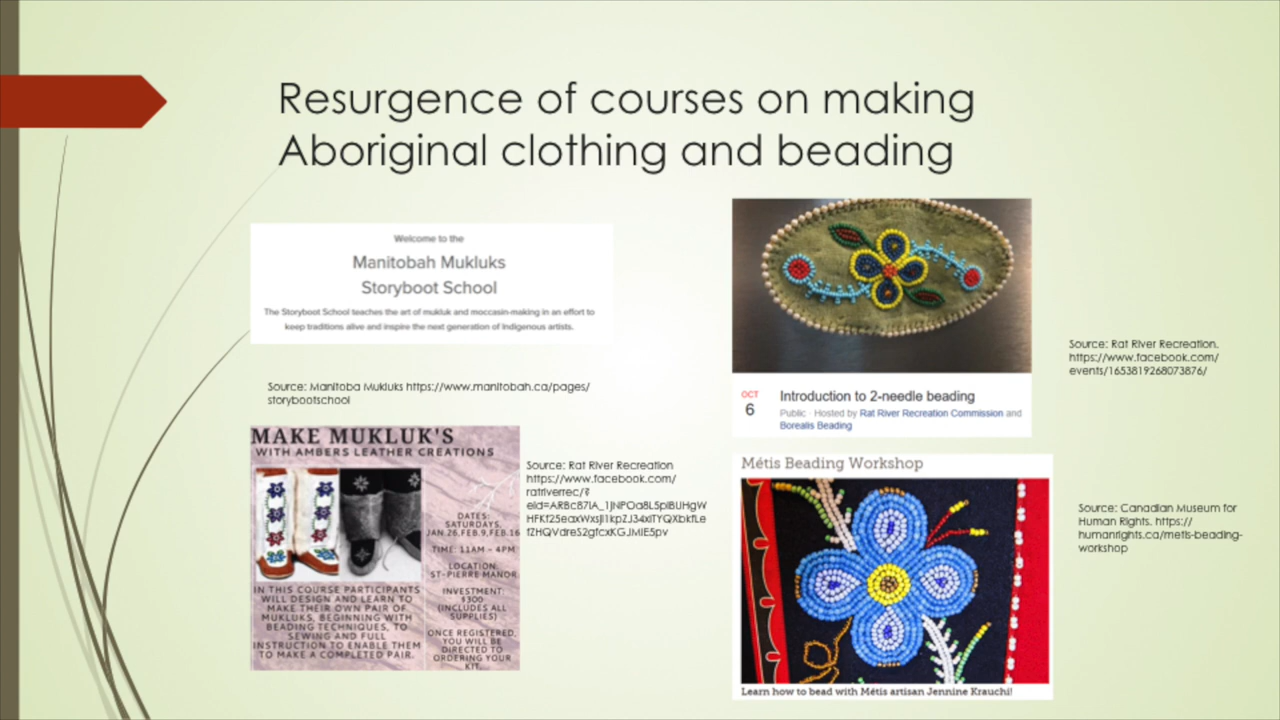 Resurgence of courses on making
Aboriginal clothing and beading
Welcome to the
Manitobah Mukluks
Storyboot School
The Storyboot School teaches the art of mukluk and moccasin-making in an effort to
keep traditions alive and inspire the next generation of Indigenous artists.
Source: Manitoba Mukluks https://www.manitobah.ca/pages/
storybootschool
MAKE MUKLUK'S
WITH AMBERS LEATHER CREATIONS
DATES:
SATURDAYS,
JAN.26,FEB.9,FEB.16
TIME: 11AM – 4PM
LOCATION:
ST-PIERRE MANOR
INVESTMENT:
$300
(INCLUDES ALL
SUPPLIES)
ONCE REGISTERED,
YOU WILL BE
DIRECTED TO
ORDERING YOUR
KIT.
IN THIS COURSE PARTICIPANTS
WILL DESIGN AND LEARN TO
MAKE THEIR OWN PAIR OF
MUKLUKS, BEGINNING WITH
BEADING TECHNIQUES, TO
SEWING AND FULL
INSTRUCTION TO ENABLE THEM
TO MAKE A COMPLETED PAIR.
Source: Rat River Recreation
https://www.facebook.com/
ratriverrec/?
OCT
6
Introduction to 2-needle beading
Public · Hosted by Rat River Recreation Commission and
Borealis Beading
Source: Rat River Recreation.
https://www.facebook.com/
events/1653819268073876/
Métis Beading Workshop
Learn how to bead with Métis artisan Jennine Krauchi!
Source: Canadian Museum for
Human Rights. https://
humanrights.ca/metis-beading-
workshop